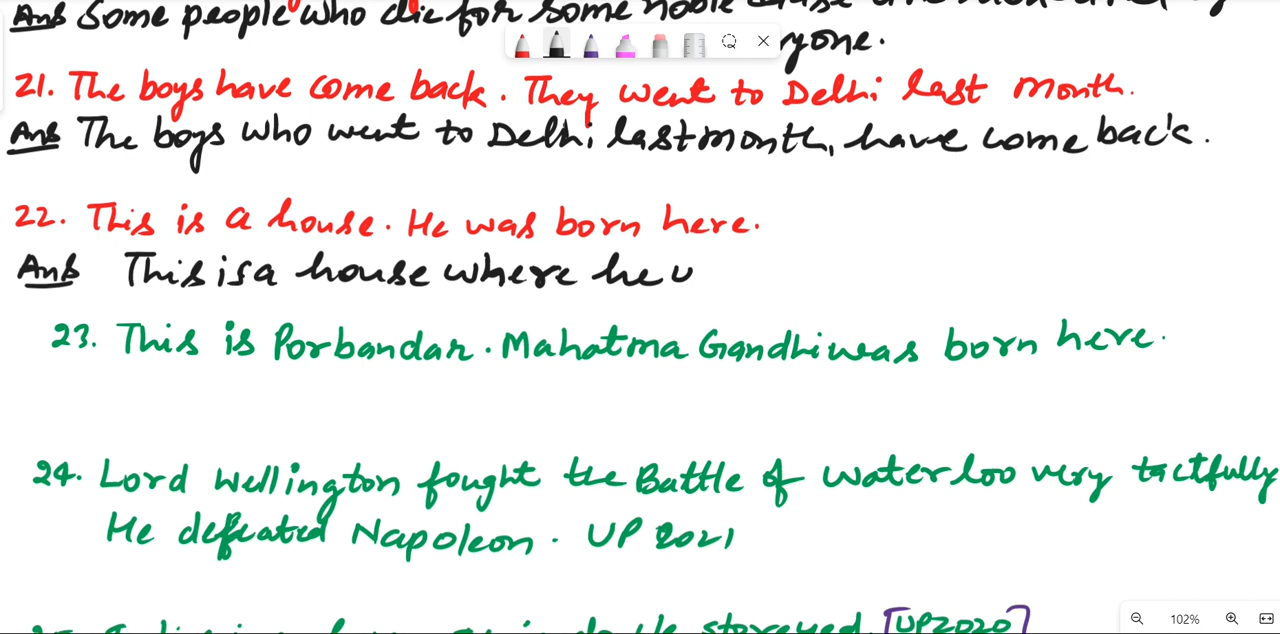 Ans Some people who die for some noble
yone.
21. The boys have come back. They went to Delhi last month.
Ans The boys who went to Delhi last month, have come back.
22. This is a house. He was born here.
Ans This is a house where he
23. This is Porbandar. Mahatma Gandhi was born here.
24. Lord Wellington fought the Battle of Waterloo very tactfully
He defeated Napoleon. UP 2021
storeyed [UP2020]
102%